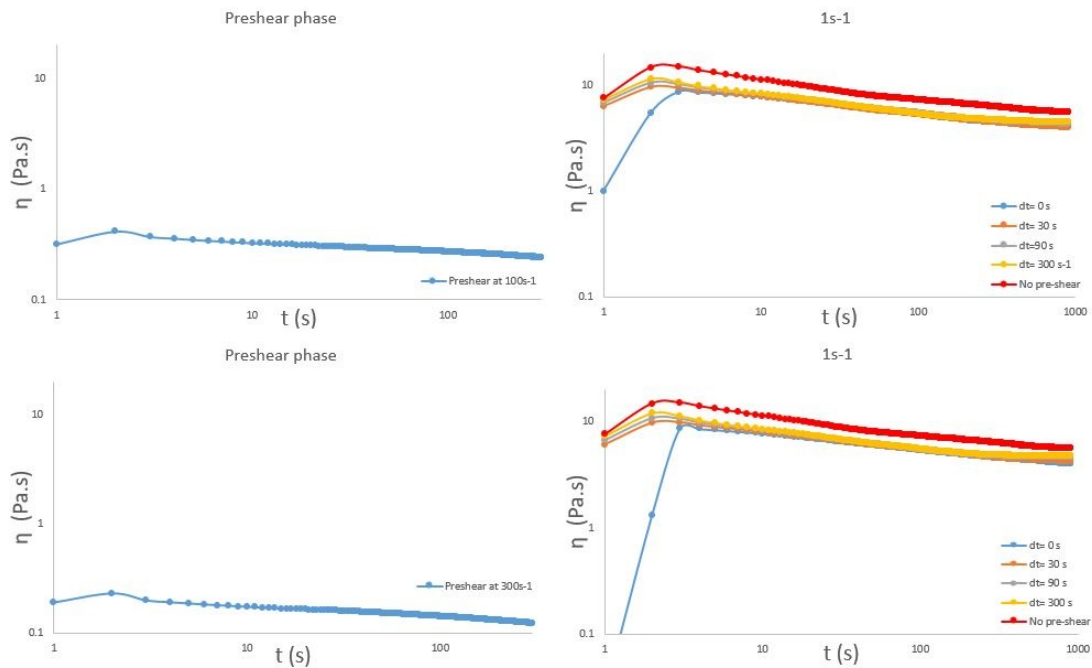 Preshear phase
10
1
0.1
η (Pa.s)
1
10
100
t (s)
Preshear at 100s-1
1s-1
10
1
0.1
η (Pa.s)
1
10
100
1000
t (s)
dt= 0 s
dt= 30 s
dt=90 s
dt= 300 s-1
No pre-shear
Preshear phase
10
1
0.1
η (Pa.s)
1
10
100
t (s)
Preshear at 300s-1
1s-1
10
1
0.1
η (Pa.s)
1
10
100
1000
t (s)
dt= 0 s
dt= 30 s
dt= 90 s
dt= 300 s
No pre-shear